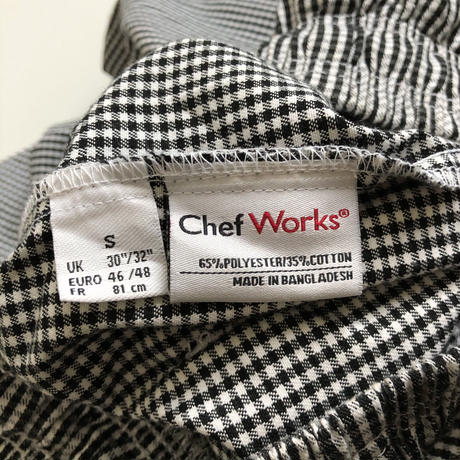 S
UK 30"/32"
EURO 46/48
FR 81 cm
Chef Works®
65%POLYESTER/35%COTTON
MADE IN BANGLADESH